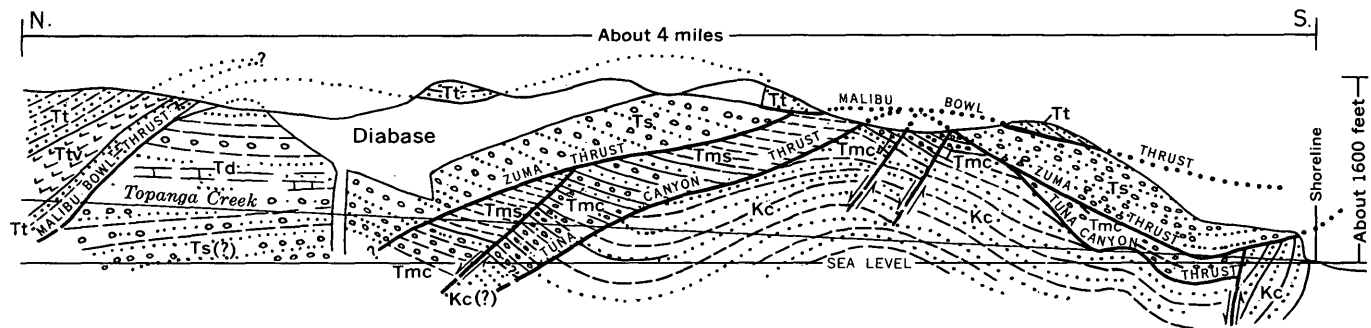 N. S.
About 4 miles
?
Tt
MALIBU BOWL
Tt
Tt
Tt
Ts
Diabase
MALIBU BOWL THRUST
ZUMA THRUST
Tms
CANYON THRUST
Tmc
Tmc
THRUST
Ttv
Td
Ts
Topanga Creek
Tms
Tmc
Kc
Kc
ZUMA THRUST
Tt
TUNA
TUNA CANYON
Tmc
Ts(?)
?
THRUST
Tmc
SEA LEVEL
Kc
Kc(?)
Shoreline
About 1600 feet